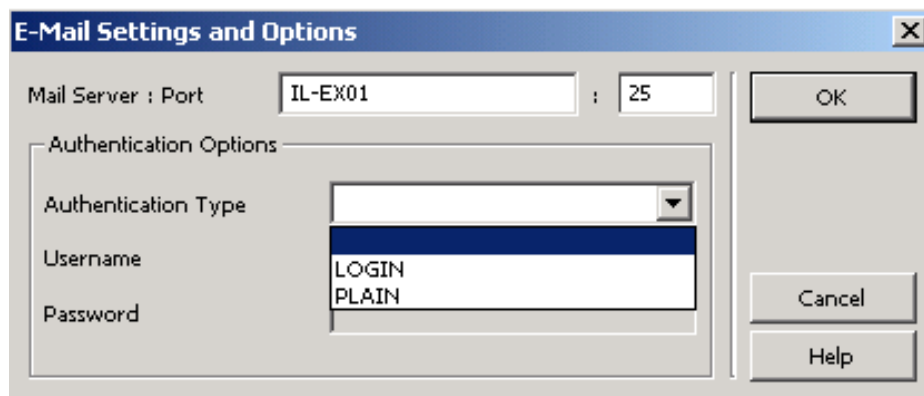 E-Mail Settings and Options
Mail Server : Port IL-EX01 : 25 OK
Authentication Options
Authentication Type
Username
LOGIN
PLAIN
Password
Cancel
Help